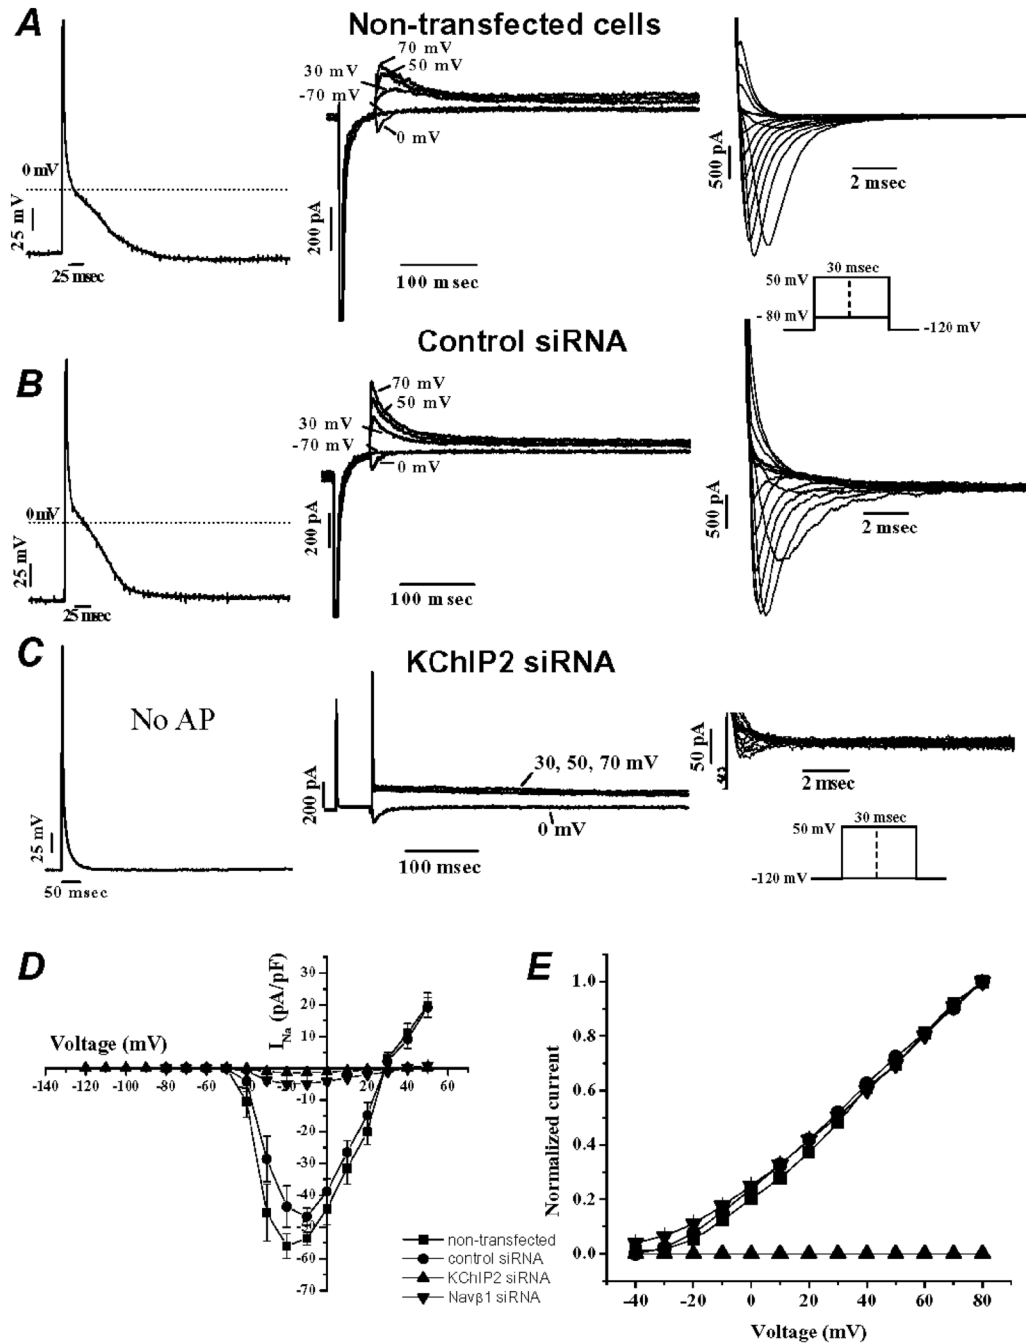 A
Non-transfected cells
0 mV
25 mV
25 msec
70 mV
50 mV
30 mV
-70 mV
0 mV
200 pA
100 msec
500 pA
2 msec
30 msec
50 mV
- 80 mV
-120 mV
B
Control siRNA
0 mV
25 mV
25 msec
70 mV
50 mV
30 mV
-70 mV
0 mV
200 pA
100 msec
500 pA
2 msec
C
KChIP2 siRNA
No AP
25 mV
50 msec
30, 50, 70 mV
0 mV
200 pA
100 msec
50 pA
2 msec
30 msec
50 mV
-120 mV
D
Voltage (mV)
I Na (pA/pF)
30
20
10
-140 -120 -100 -80 -60 20 40 60
-10
-20
-30
-40
-50
-60
-70
non-transfected
control siRNA
KChIP2 siRNA
Navβ1 siRNA
E
Normalized current
1.0
0.8
0.6
0.4
0.2
0.0
-40 -20 0 20 40 60 80
Voltage (mV)